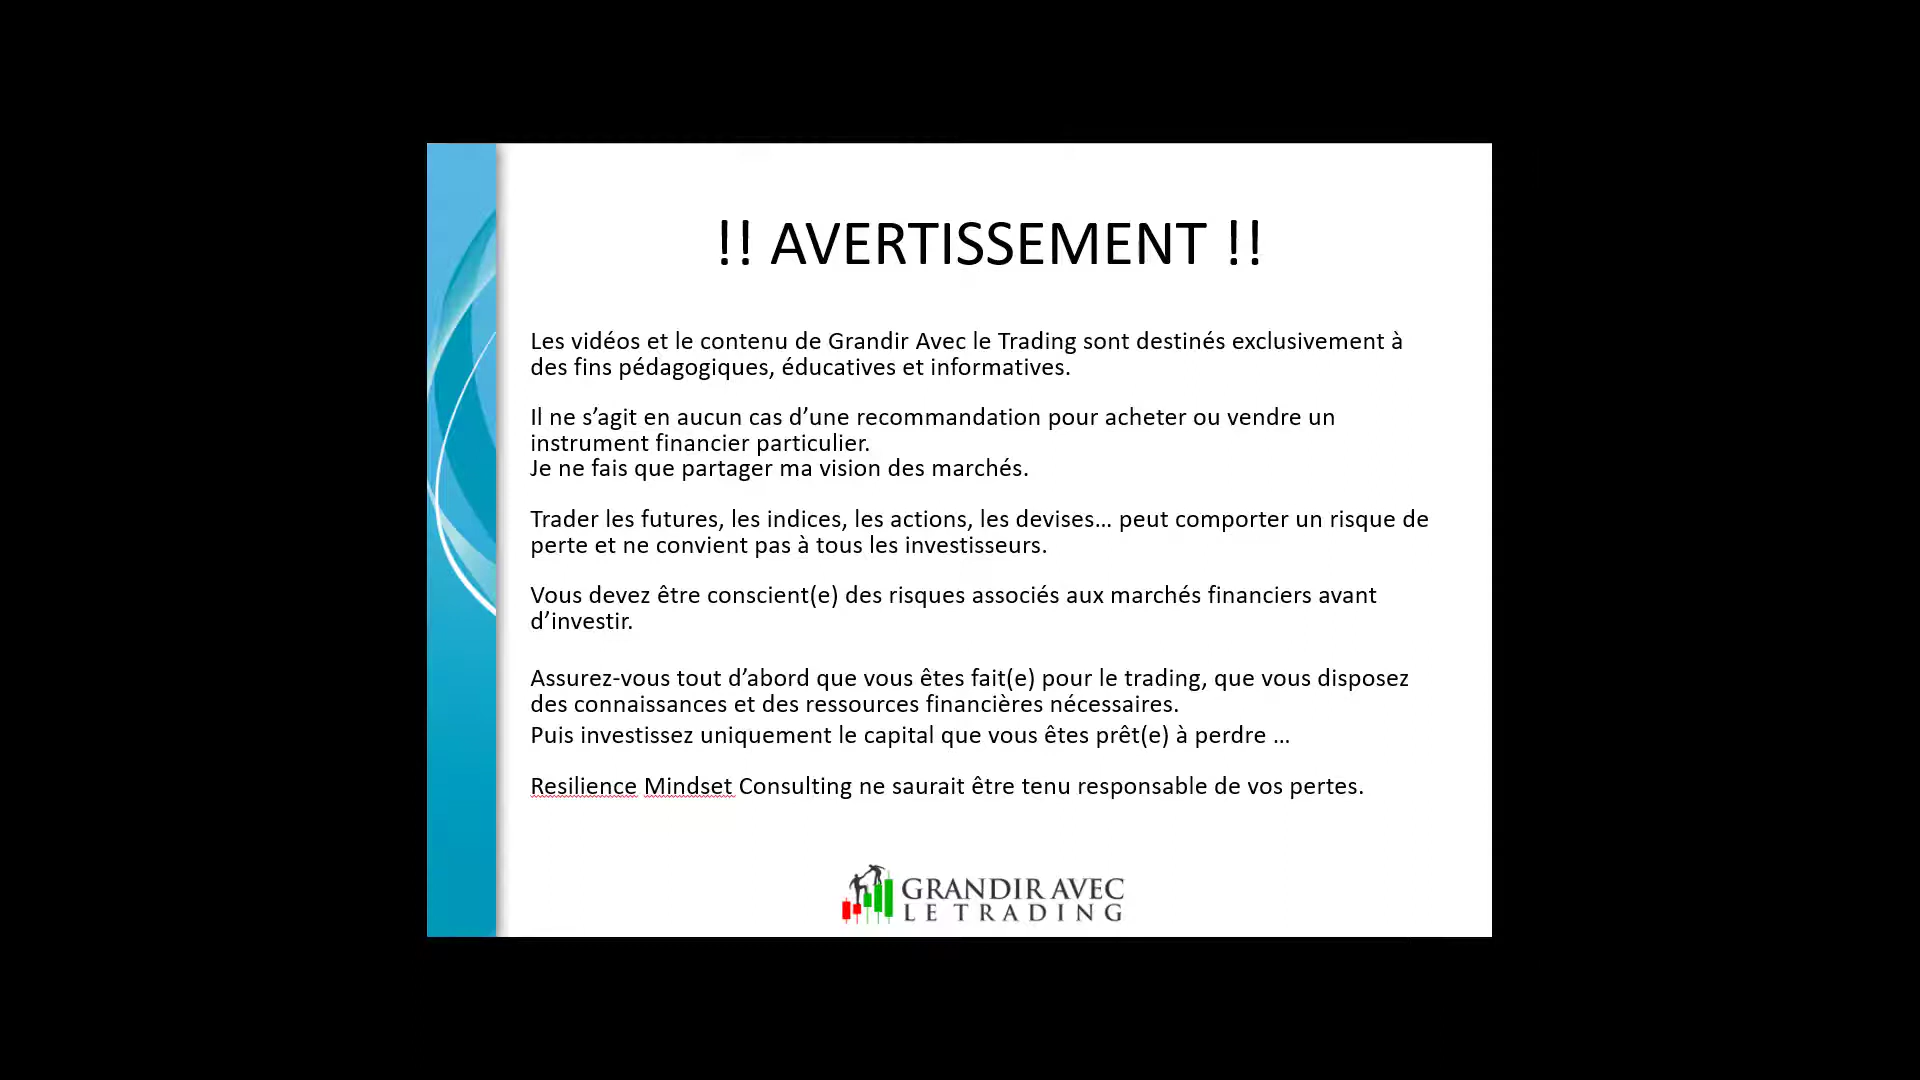 !! AVERTISSEMENT !!
Les vidéos et le contenu de Grandir Avec le Trading sont destinés exclusivement à
des fins pédagogiques, éducatives et informatives.
Il ne s’agit en aucun cas d’une recommandation pour acheter ou vendre un
instrument financier particulier.
Je ne fais que partager ma vision des marchés.
Trader les futures, les indices, les actions, les devises… peut comporter un risque de
perte et ne convient pas à tous les investisseurs.
Vous devez être conscient(e) des risques associés aux marchés financiers avant
d’investir.
Assurez-vous tout d’abord que vous êtes fait(e) pour le trading, que vous disposez
des connaissances et des ressources financières nécessaires.
Puis investissez uniquement le capital que vous êtes prêt(e) à perdre …
Resilience Mindset Consulting ne saurait être tenu responsable de vos pertes.
GRANDIR AVEC
LE TRADING